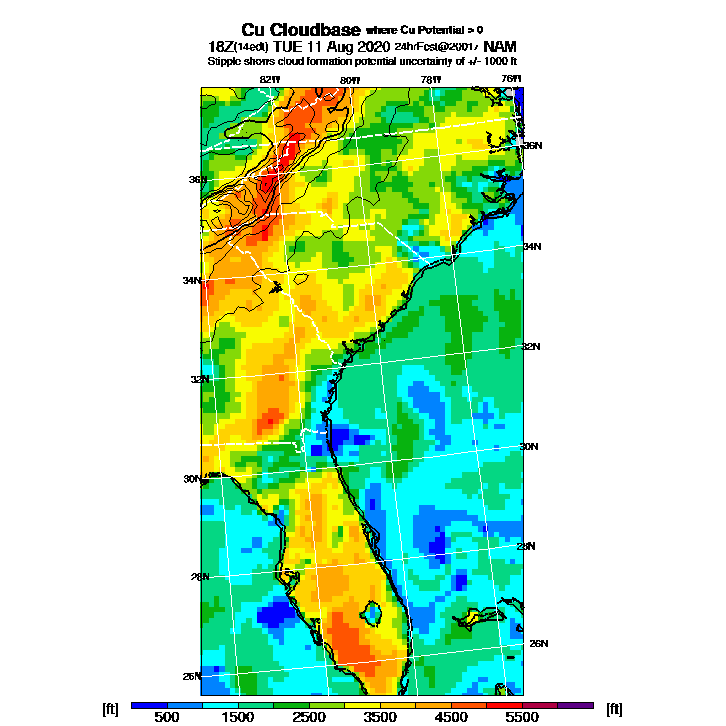 Cu Cloudbase where Cu Potential > 0
18Z(14edt) TUE 11 Aug 2020 24hrFcst@2001z NAM
Stipple shows cloud formation potential uncertainty of +/- 1000 ft
82W 80W 78W 76W
36N
36N
34N
34N
32N
32N
30N
30N
28N
28N
26N
26N
[ft] 500 1500 2500 3500 4500 5500 [ft]